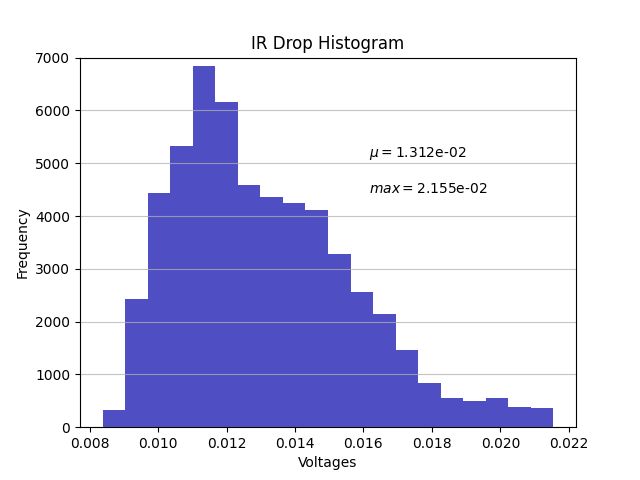 IR Drop Histogram
7000
6000
5000
4000
3000
2000
1000
0
Frequency
μ = 1.312e-02
max = 2.155e-02
0.008 0.010 0.012 0.014 0.016 0.018 0.020 0.022
Voltages